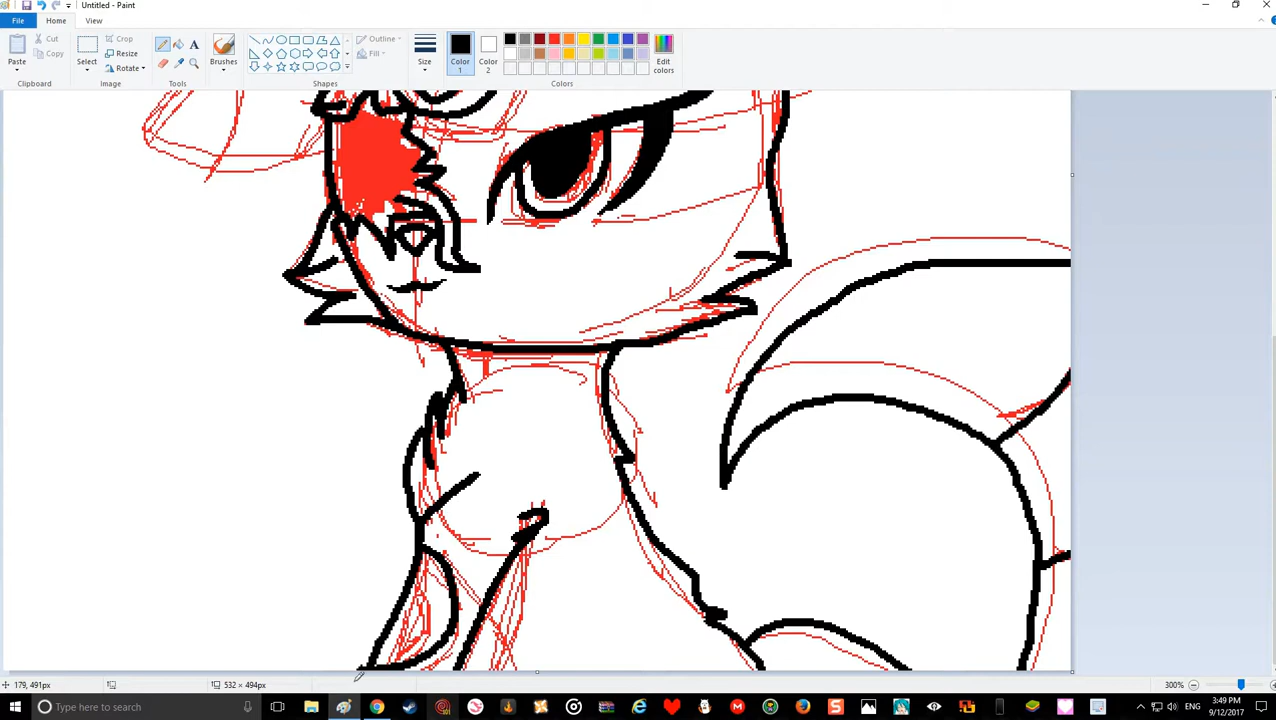 Untitled - Paint
File Home View
Paste
Cut
Copy
Clipboard
Select
Crop
Resize
Rotate
Image
A
Tools
Brushes
Outline
Fill
Shapes
Size
Color 1
Color 2
Edit colors
Colors
179, 491px
532 × 494px
300%
Type here to search
ENG
3:49 PM
9/12/2017